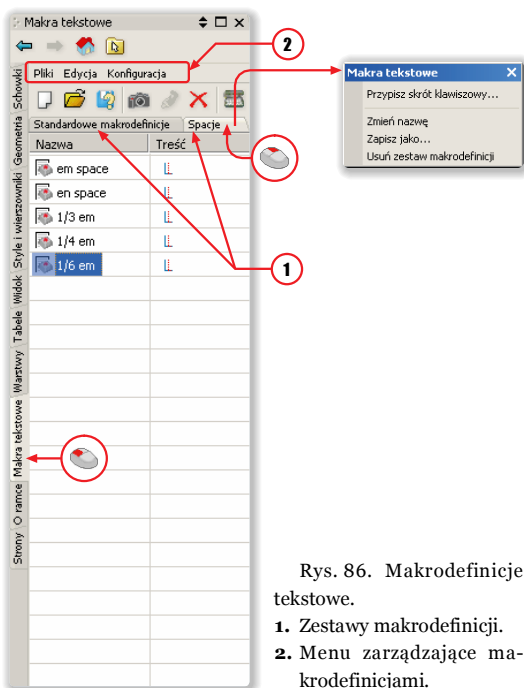 Makra tekstowe
2
Pliki Edycja Konfiguracja
Makra tekstowe
Przypisz skrót klawiszowy...
Zmień nazwę
Zapisz jako...
Usuń zestaw makrodefinicji
Standardowe makrodefinicje Spacje
Nazwa Treść
em space
en space
1/3 em
1/4 em
1/6 em
1
Schowki
Geometria
Style i wierszowniki
Widok
Tabele
Warstwy
Makra tekstowe
O ramce
Strony
Rys. 86. Makrodefinicje
tekstowe.
1. Zestawy makrodefinicji.
2. Menu zarządzające ma-
krodefinicjami.